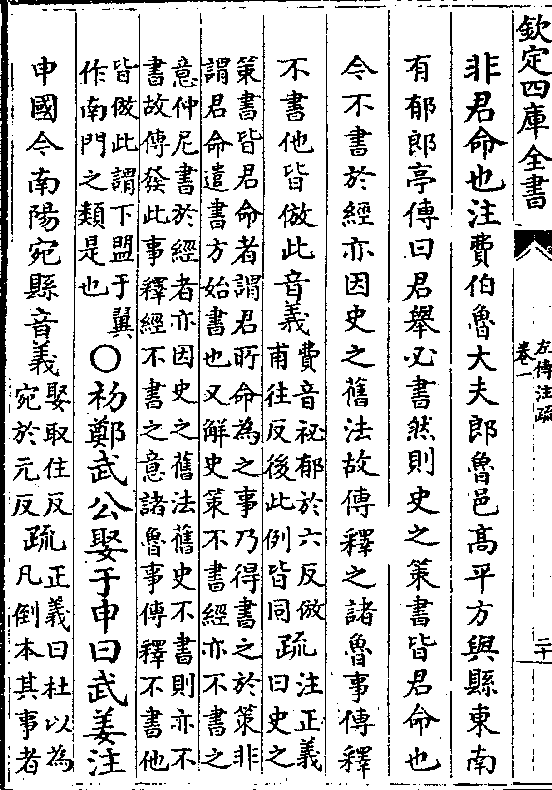 欽定四庫全書
左傳注疏
卷一
二十
非君命也注費伯魯大夫郎魯邑高平方與縣東南
有郁郎亭傳曰君舉必書然則史之策書皆君命也
今不書於經亦因史之舊法故傳釋之諸魯事傳釋
不書他皆倣此音義
費音祕郁於六反倣
甫往反後此例皆同
疏
注正義
曰史之
策書皆君命者謂君所命為之事乃得書之於策非
謂君命遣書方始書也又解史策不書經亦不書之
意仲尼書於經者亦因史之舊法舊史不書則亦不
書故傳發此事釋經不書之意諸魯事傳釋不書他
皆倣此謂下盟于翼
作南門之類是也
○初鄭武公娶于申曰武姜注
申國今南陽宛縣音義
娶取住反
宛於元反
疏
正義曰杜以為
凡倒本其事者